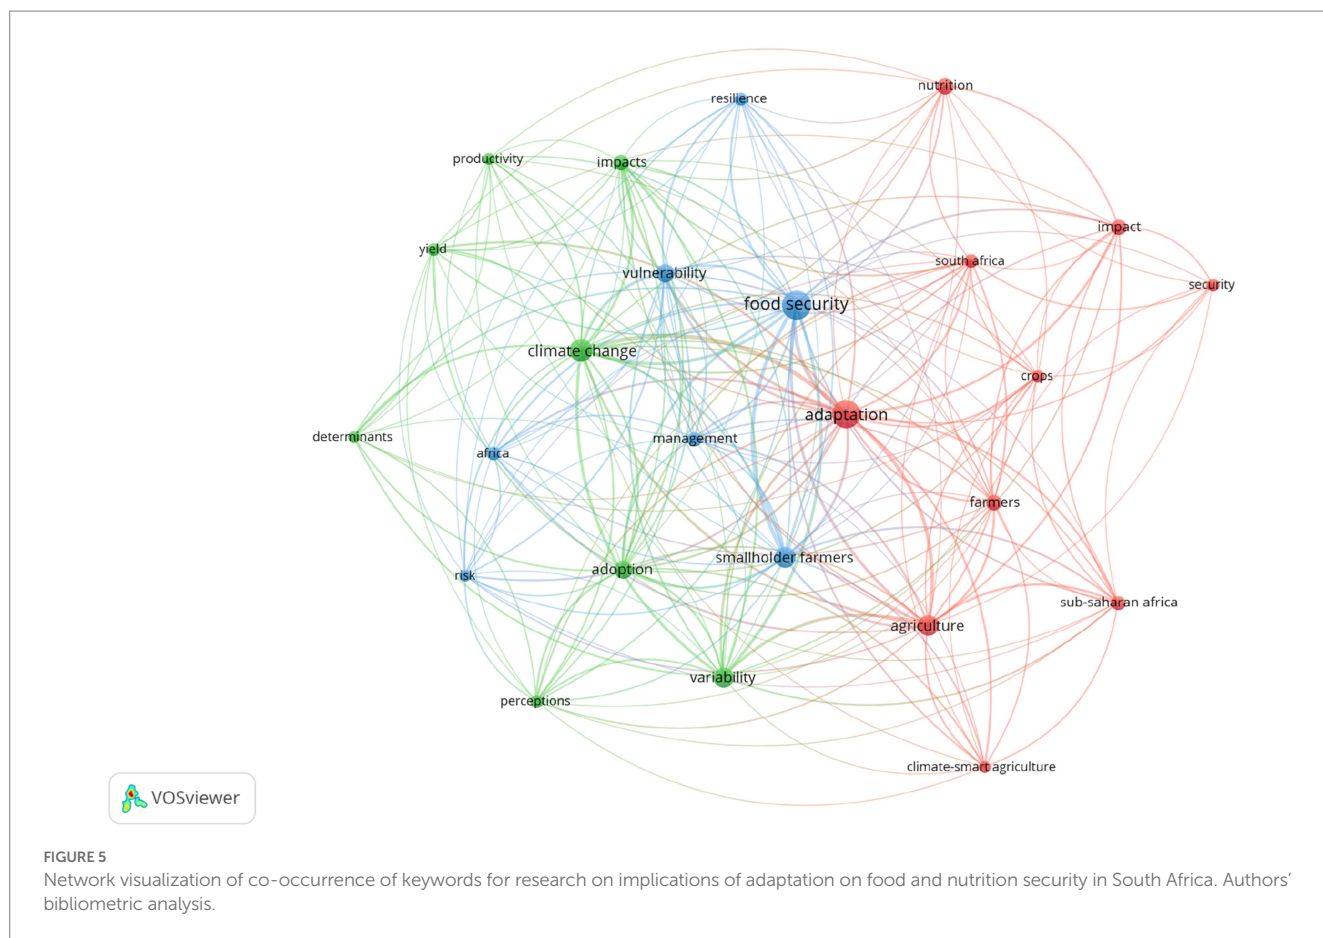 nutrition
resilience
productivity
impacts
impact
yield
south africa
vulnerability
security
food security
climate change
crops
adaptation
determinants
management
africa
farmers
smallholder farmers
adoption
risk
sub-saharan africa
agriculture
variability
perceptions
climate-smart agriculture
VOSviewer
FIGURE 5
Network visualization of co-occurrence of keywords for research on implications of adaptation on food and nutrition security in South Africa. Authors’
bibliometric analysis.